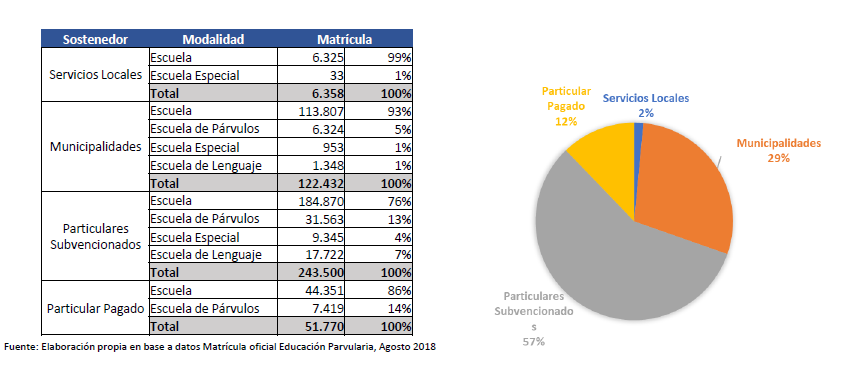 Sostenedor Modalidad Matrícula
Servicios Locales
Escuela 6.325 99%
Escuela Especial 33 1%
Total 6.358 100%
Municipalidades
Escuela 113.807 93%
Escuela de Párvulos 6.324 5%
Escuela Especial 953 1%
Escuela de Lenguaje 1.348 1%
Total 122.432 100%
Particulares
Subvencionados
Escuela 184.870 76%
Escuela de Párvulos 31.563 13%
Escuela Especial 9.345 4%
Escuela de Lenguaje 17.722 7%
Total 243.500 100%
Particular Pagado
Escuela 44.351 86%
Escuela de Párvulos 7.419 14%
Total 51.770 100%
Fuente: Elaboración propia en base a datos Matrícula oficial Educación Parvularia, Agosto 2018
Particular
Pagado
12%
Servicios Locales
2%
Municipalidades
29%
Particulares
Subvencionado
s
57%